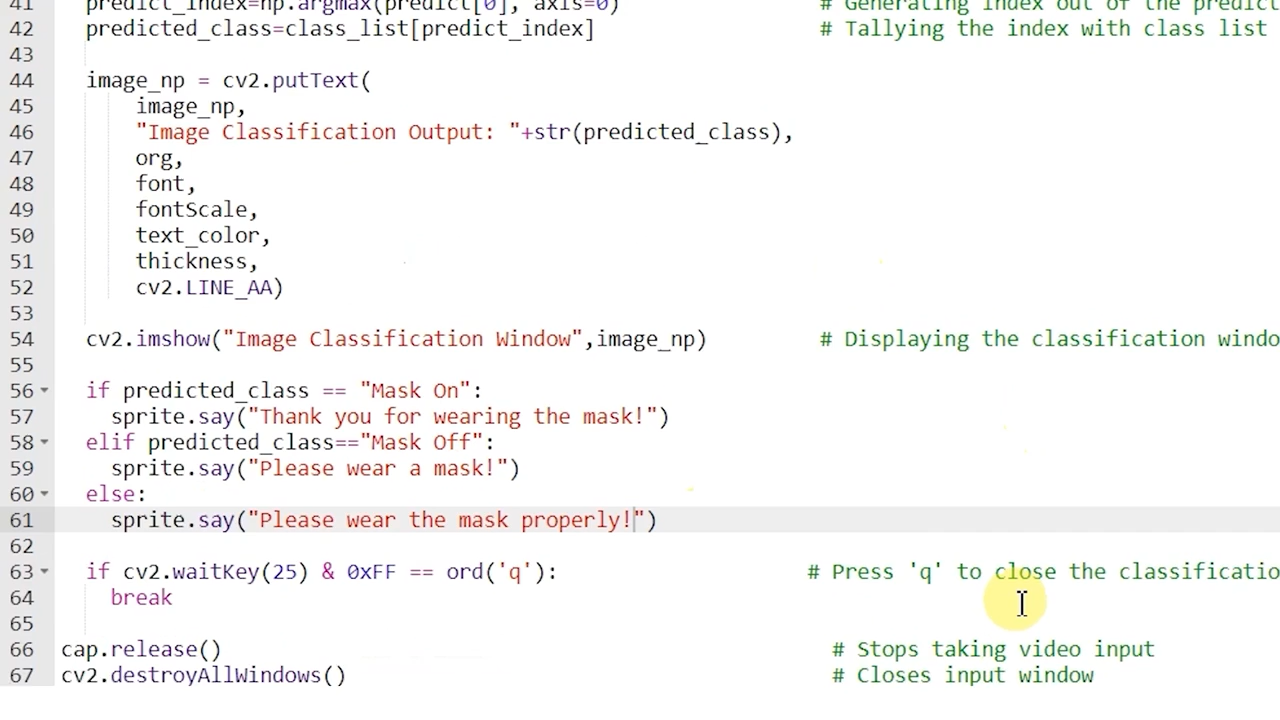 41 predict_index=np.argmax(predict[0], axis=0) # Generating index out of the predict
42 predicted_class=class_list[predict_index] # Tallying the index with class list
43
44 image_np = cv2.putText(
45 image_np,
46 "Image Classification Output: "+str(predicted_class),
47 org,
48 font,
49 fontScale,
50 text_color,
51 thickness,
52 cv2.LINE_AA)
53
54 cv2.imshow("Image Classification Window",image_np) # Displaying the classification windo
55
56 if predicted_class == "Mask On":
57 sprite.say("Thank you for wearing the mask!")
58 elif predicted_class=="Mask Off":
59 sprite.say("Please wear a mask!")
60 else:
61 sprite.say("Please wear the mask properly!")
62
63 if cv2.waitKey(25) & 0xFF == ord('q'): # Press 'q' to close the classificatio
64 break
65
66 cap.release() # Stops taking video input
67 cv2.destroyAllWindows() # Closes input window